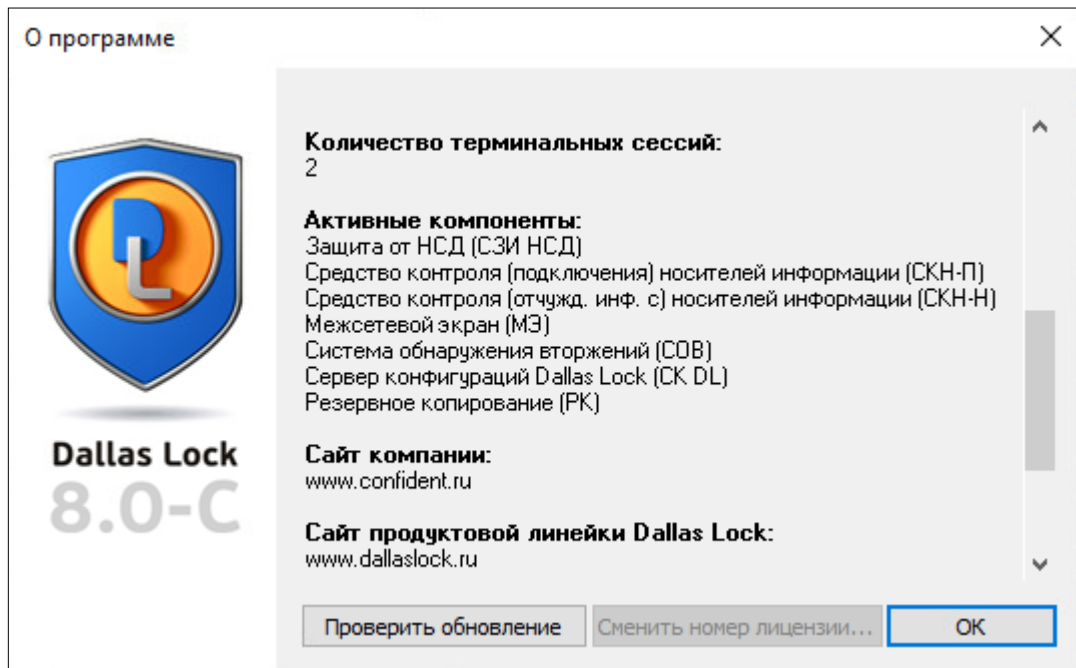 О программе
DL
Dallas Lock
8.0-C
Количество терминальных сессий:
2
Активные компоненты:
Защита от НСД (СЗИ НСД)
Средство контроля (подключения) носителей информации (СКН-П)
Средство контроля (отчужд. инф. с) носителей информации (СКН-Н)
Межсетевой экран (МЭ)
Система обнаружения вторжений (СОВ)
Сервер конфигураций Dallas Lock (СК DL)
Резервное копирование (РК)
Сайт компании:
www.confident.ru
Сайт продуктовой линейки Dallas Lock:
www.dallaslock.ru
Проверить обновление
Сменить номер лицензии...
ОК